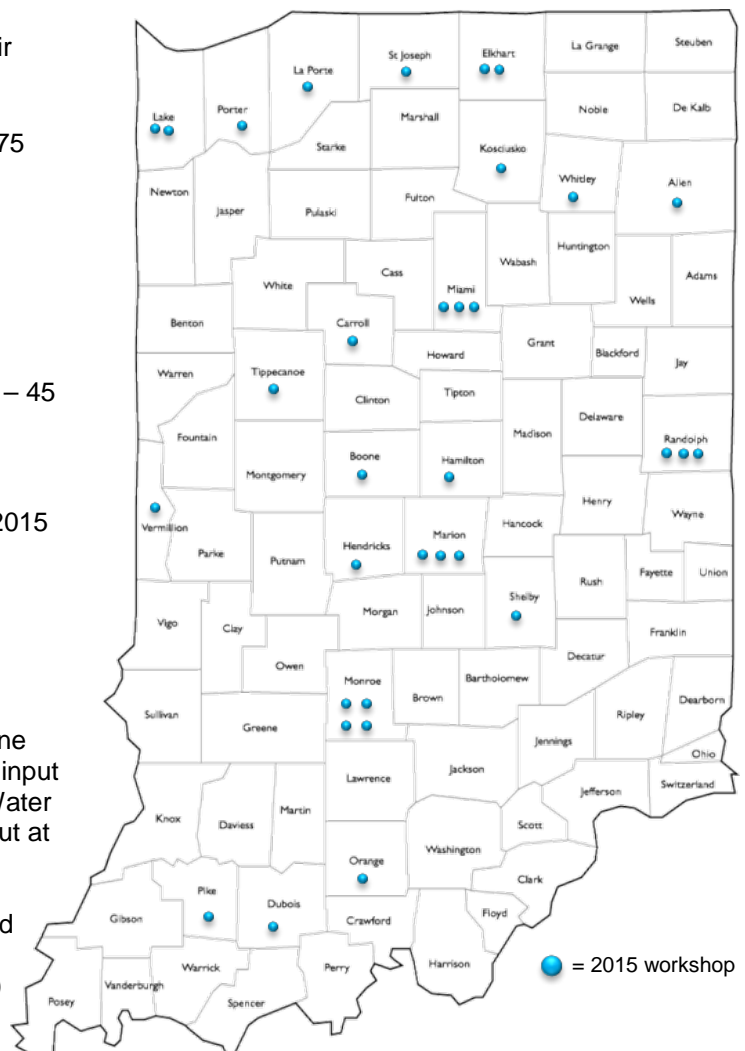 ir
75
– 45
2015
ne
input
Water
ut at
d
)
St Joseph
Elkhart
La Grange
Steuben
La Porte
Lake
Porter
Noble
De Kalb
Marshall
Starke
Kosciusko
Whitley
Allen
Newton
Jasper
Pulaski
Fulton
Wabash
Huntington
Cass
Miami
White
Wells
Adams
Benton
Carroll
Howard
Grant
Blackford
Jay
Warren
Tippecanoe
Clinton
Tipton
Madison
Delaware
Randolph
Fountain
Montgomery
Boone
Hamilton
Henry
Wayne
Vermillion
Parke
Putnam
Hendricks
Marion
Hancock
Rush
Fayette
Union
Vigo
Clay
Morgan
Johnson
Shelby
Franklin
Owen
Decatur
Monroe
Brown
Bartholomew
Sullivan
Greene
Dearborn
Ripley
Jennings
Ohio
Lawrence
Jackson
Switzerland
Jefferson
Knox
Daviess
Martin
Scott
Washington
Orange
Clark
Pike
Dubois
Floyd
Gibson
Crawford
Harrison
Perry
Warrick
Vanderburgh
Posey
Spencer
= 2015 workshop